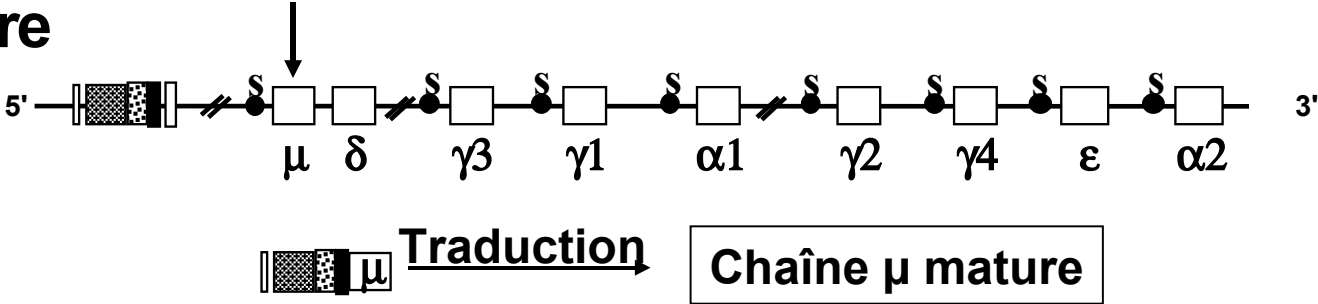 re
s s s s s s s s
5' 3'
μ δ γ3 γ1 α1 γ2 γ4 ε α2
μ Traduction Chaîne μ mature